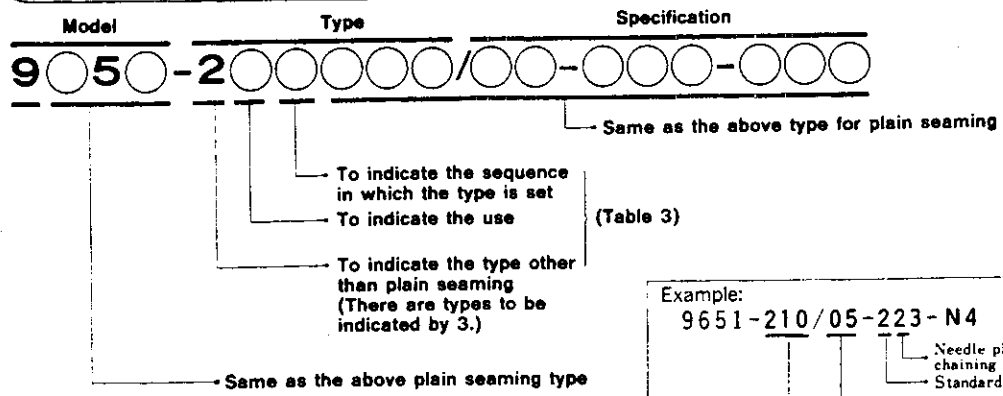 Model Type Specification
9○5○-2○○○○○/○○-○○○-○○○
Same as the above type for plain seaming
To indicate the sequence
in which the type is set
To indicate the use
(Table 3)
To indicate the type other
than plain seaming
(There are types to be
indicated by 3.)
Same as the above plain seaming type
Example:
9651-210/05-223-N4
Needle
chaining
Standard